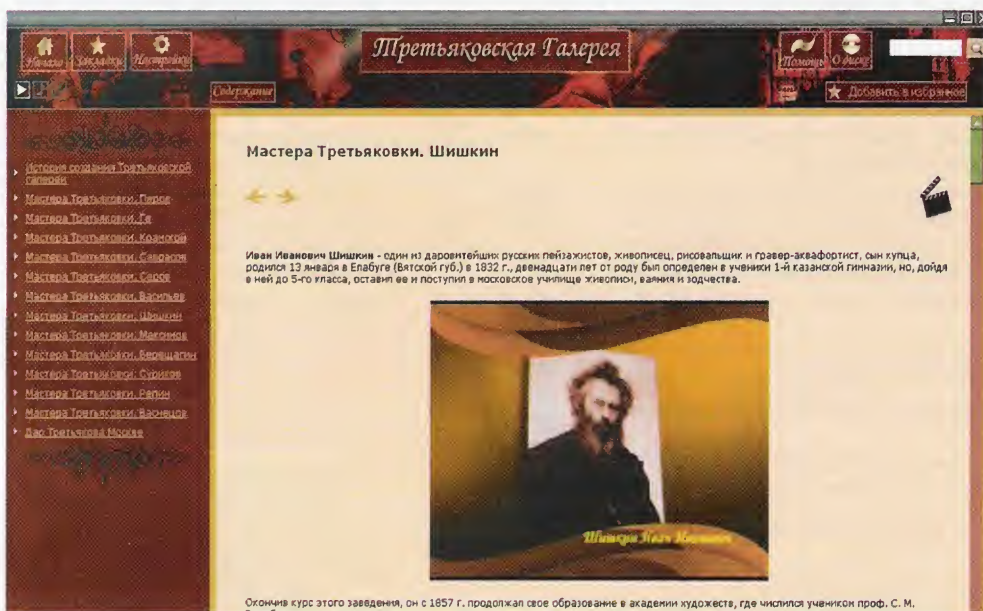 Третьяковская Галерея
Начало Закладки Настройки
Помощь О диске
Содержание
Добавить в избранное
История создания Третьяковской
галереи
Мастера Третьяковки. Перов
Мастера Третьяковки. Ге
Мастера Третьяковки. Крамской
Мастера Третьяковки. Саврасов
Мастера Третьяковки. Серов
Мастера Третьяковки. Васильев
Мастера Третьяковки. Шишкин
Мастера Третьяковки. Максимов
Мастера Третьяковки. Верещагин
Мастера Третьяковки. Суриков
Мастера Третьяковки. Репин
Мастера Третьяковки. Васнецов
Дар Третьякова Москве
Мастера Третьяковки. Шишкин
Иван Иванович Шишкин - один из даровитейших русских пейзажистов, живописец, рисовальщик и гравер-аквафортист, сын купца,
родился 13 января в Елабуге (Вятской губ.) в 1832 г., двенадцати лет от роду был определен в ученики 1-й казанской гимназии, но, дойдя
в ней до 5-го класса, оставил ее и поступил в московское училище живописи, ваяния и зодчества.
Шишкин Иван Иванович
Окончив курс этого заведения, он с 1857 г. продолжал свое образование в академии художеств, где числился учеником проф. С. М.